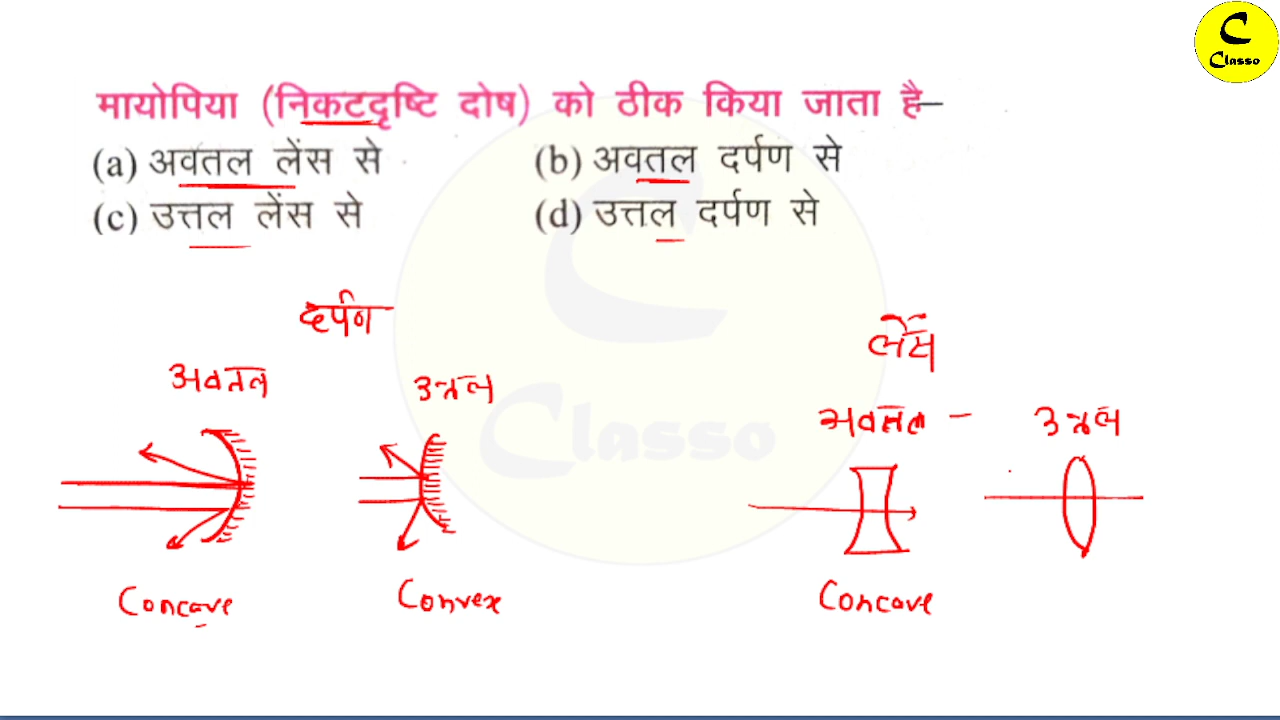 C
Classo
मायोपिया (निकटदृष्टि दोष) को ठीक किया जाता है–
(a) अवतल लेंस से (b) अवतल दर्पण से
(c) उत्तल लेंस से (d) उत्तल दर्पण से
C
Classo
दर्पण
लेंस
अवतल उत्तल
अवतल – उत्तल
Concave Convex Concave